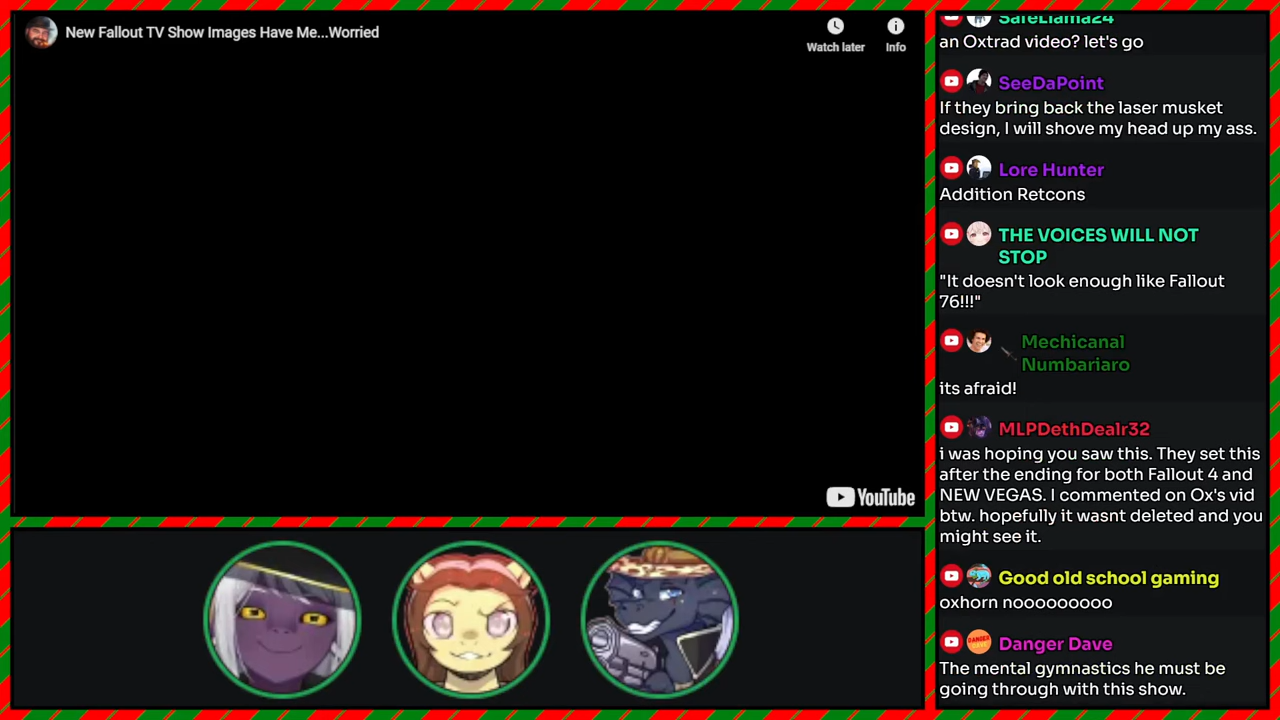 New Fallout TV Show Images Have Me...Worried
Watch later
Info
YouTube
SafeLlama24
an Oxtrad video? let's go
SeeDaPoint
If they bring back the laser musket
design, I will shove my head up my ass.
Lore Hunter
Addition Retcons
THE VOICES WILL NOT
STOP
"It doesn't look enough like Fallout
76!!!"
Mechicanal
Numbariaro
its afraid!
MLPDethDealr32
i was hoping you saw this. They set this
after the ending for both Fallout 4 and
NEW VEGAS. I commented on Ox's vid
btw. hopefully it wasnt deleted and you
might see it.
Good old school gaming
oxhorn nooooooooo
DANGER
DAVE
Danger Dave
The mental gymnastics he must be
going through with this show.